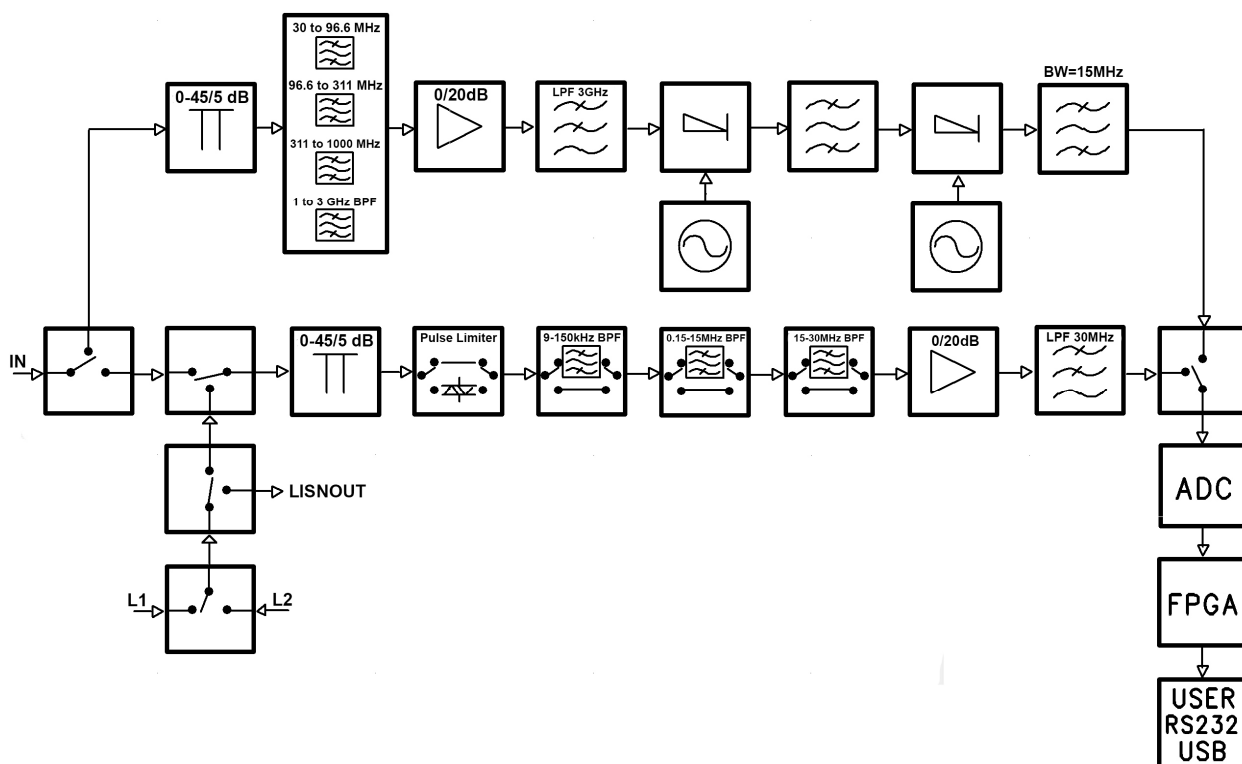 30 to 96.6 MHz
96.6 to 311 MHz
311 to 1000 MHz
1 to 3 GHz BPF
0-45/5 dB
0/20dB
LPF 3GHz
BW=15MHz
IN
0-45/5 dB
Pulse Limiter
9-150kHz BPF
0.15-15MHz BPF
15-30MHz BPF
0/20dB
LPF 30MHz
LISNOUT
L1
L2
ADC
FPGA
USER
RS232
USB